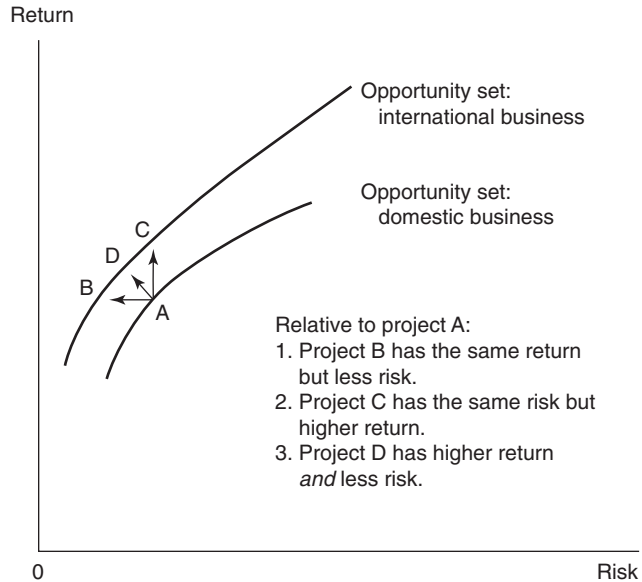 Return
Opportunity set:
international business
Opportunity set:
domestic business
C
D
B
A
Relative to project A:
1. Project B has the same return
but less risk.
2. Project C has the same risk but
higher return.
3. Project D has higher return
and less risk.
0
Risk